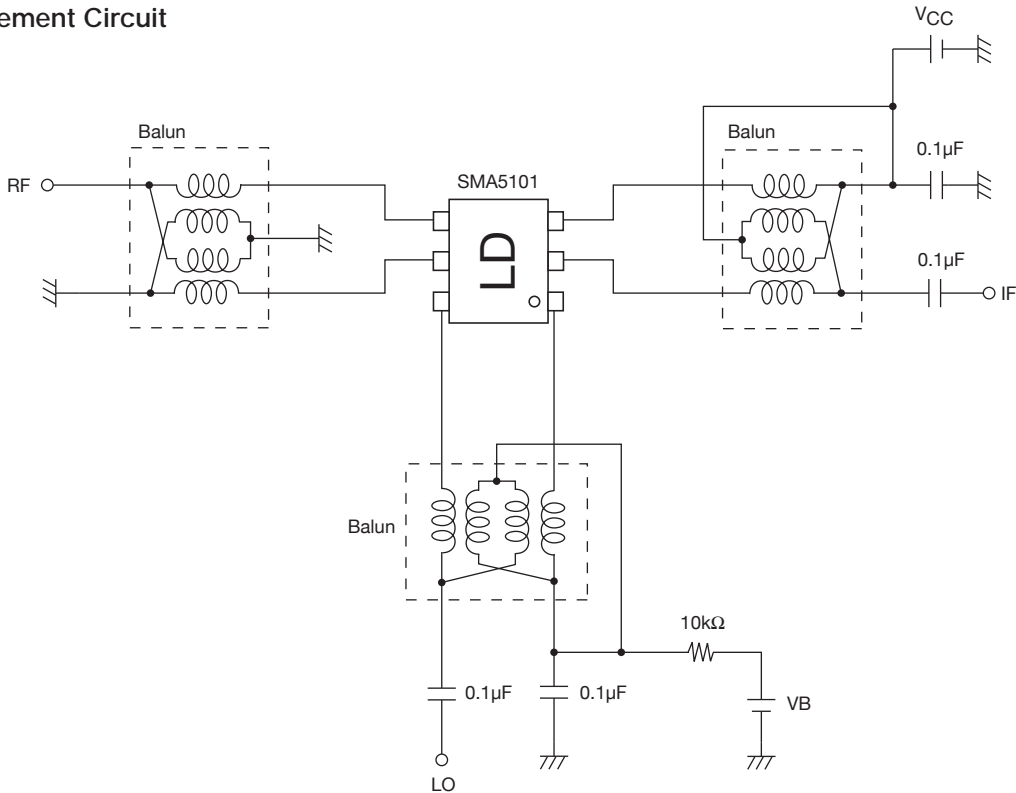 ement Circuit
VCC
Balun
Balun
0.1µF
RF
SMA5101
LD
0.1µF
IF
Balun
10kΩ
0.1µF
0.1µF
VB
LO